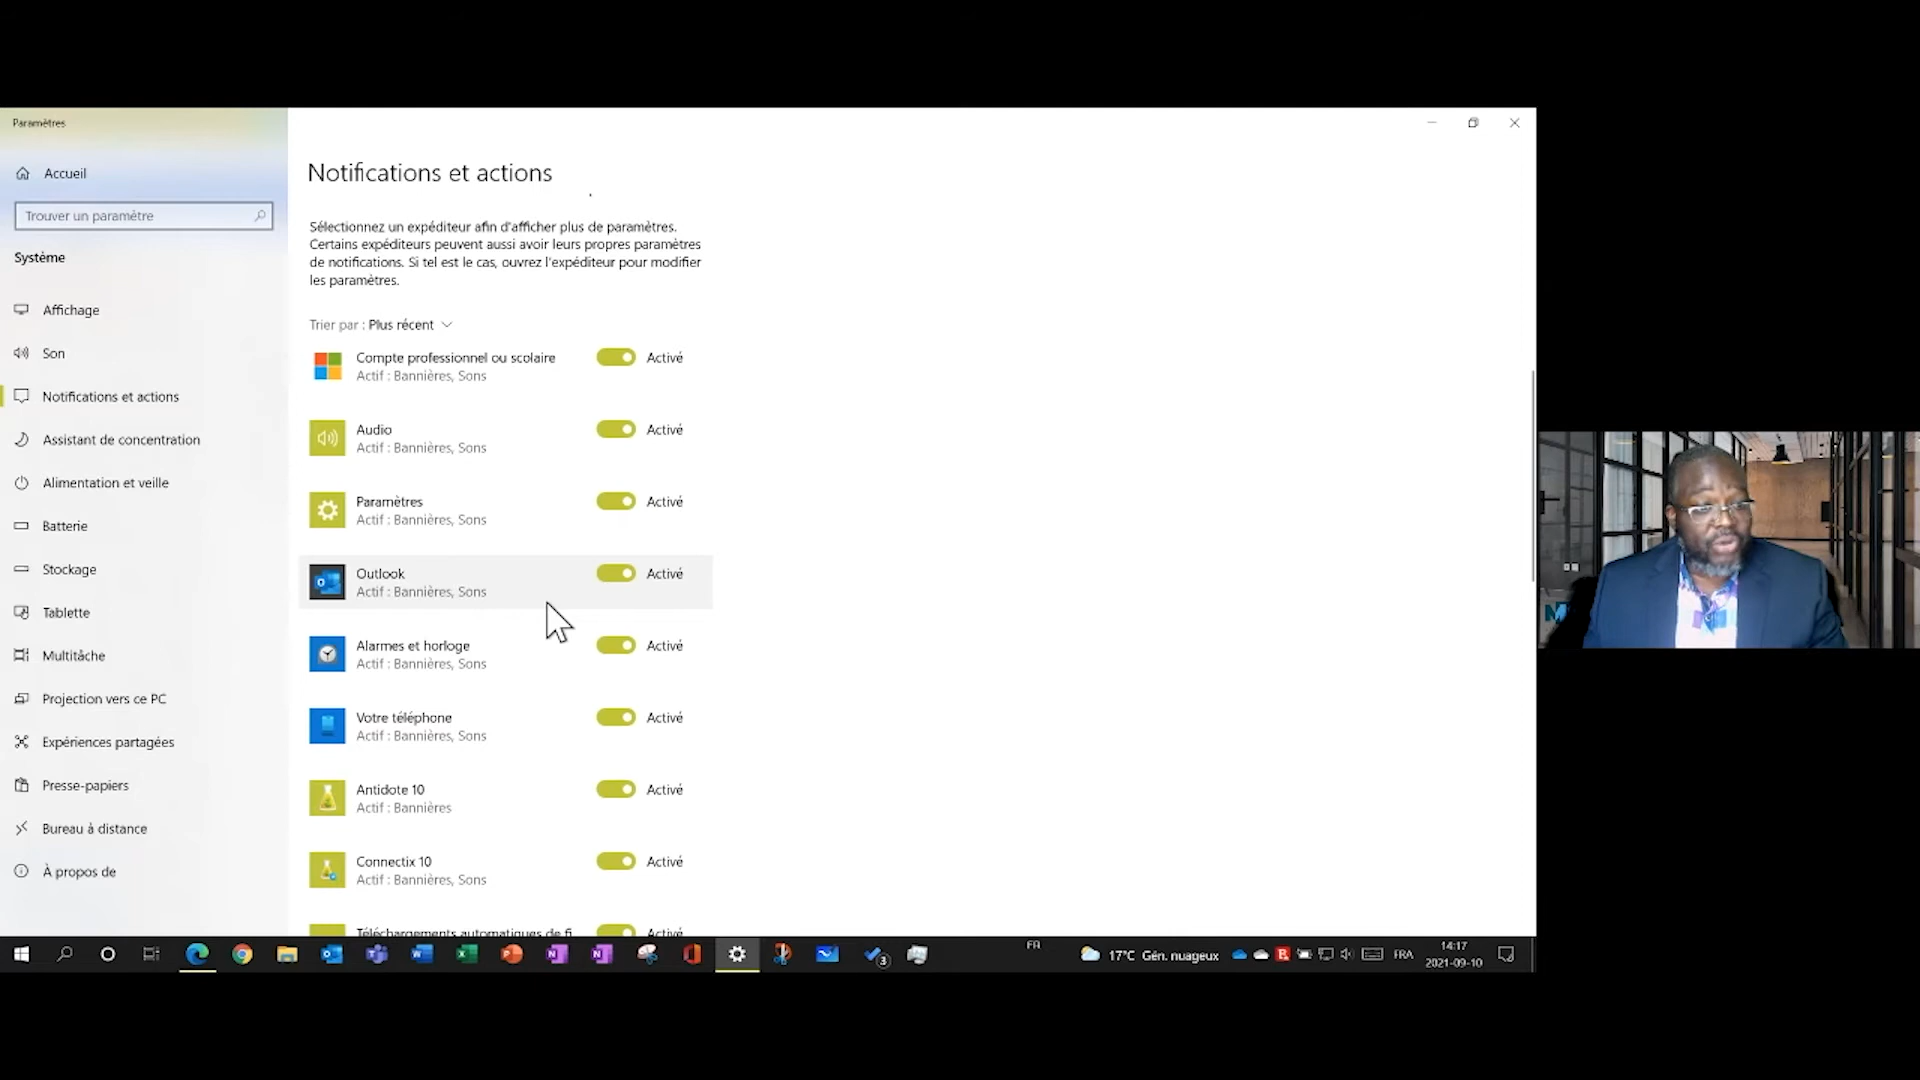 Paramètres
Accueil
Trouver un paramètre
Système
Affichage
Son
Notifications et actions
Assistant de concentration
Alimentation et veille
Batterie
Stockage
Tablette
Multitâche
Projection vers ce PC
Expériences partagées
Presse-papiers
Bureau à distance
À propos de
Notifications et actions
Sélectionnez un expéditeur afin d'afficher plus de paramètres.
Certains expéditeurs peuvent aussi avoir leurs propres paramètres
de notifications. Si tel est le cas, ouvrez l'expéditeur pour modifier
les paramètres.
Trier par : Plus récent
Compte professionnel ou scolaire Activé
Actif : Bannières, Sons
Audio Activé
Actif : Bannières, Sons
Paramètres Activé
Actif : Bannières, Sons
Outlook Activé
Actif : Bannières, Sons
Alarmes et horloge Activé
Actif : Bannières, Sons
Votre téléphone Activé
Actif : Bannières, Sons
Antidote 10 Activé
Actif : Bannières
Connectix 10 Activé
Actif : Bannières, Sons
Téléchargements automatiques de fi Activé
FR
3
17°C Gén. nuageux
FRA
14:17
2021-09-10